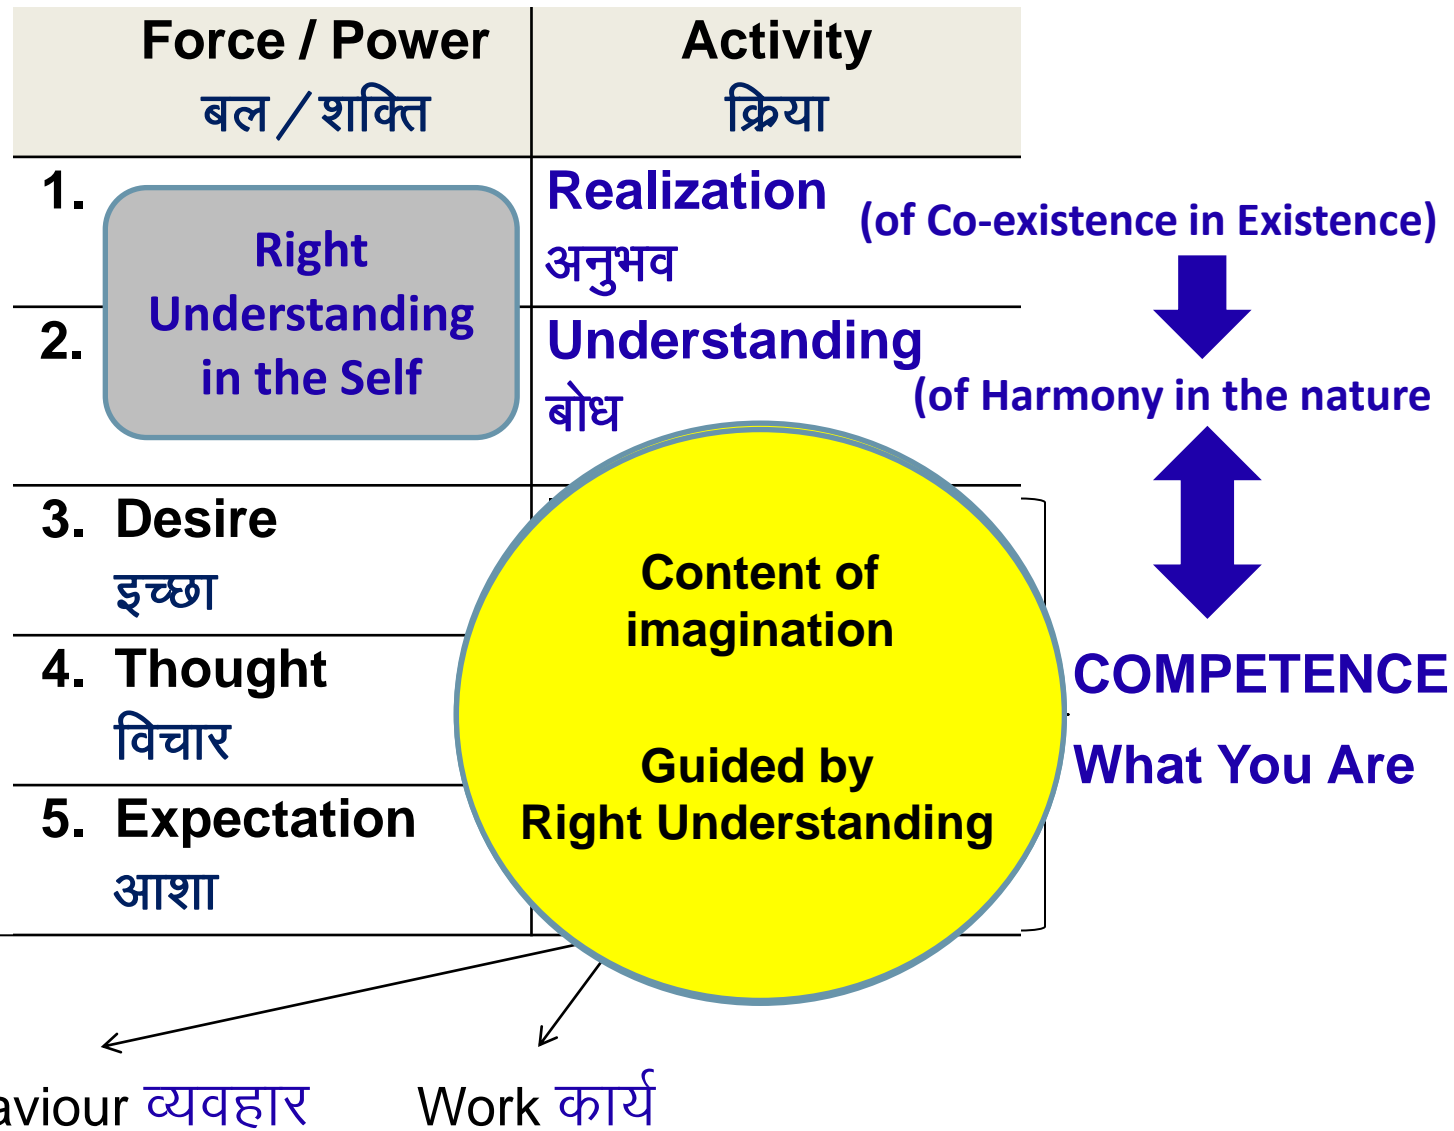 Force / Power
बल / शक्ति
Activity
क्रिया
1.
Right
Understanding
in the Self
Realization
अनुभव
(of Co-existence in Existence)
2.
Understanding
बोध
(of Harmony in the nature
3. Desire
इच्छा
4. Thought
विचार
5. Expectation
आशा
Content of
imagination
Guided by
Right Understanding
COMPETENCE
What You Are
aviour व्यवहार
Work कार्य